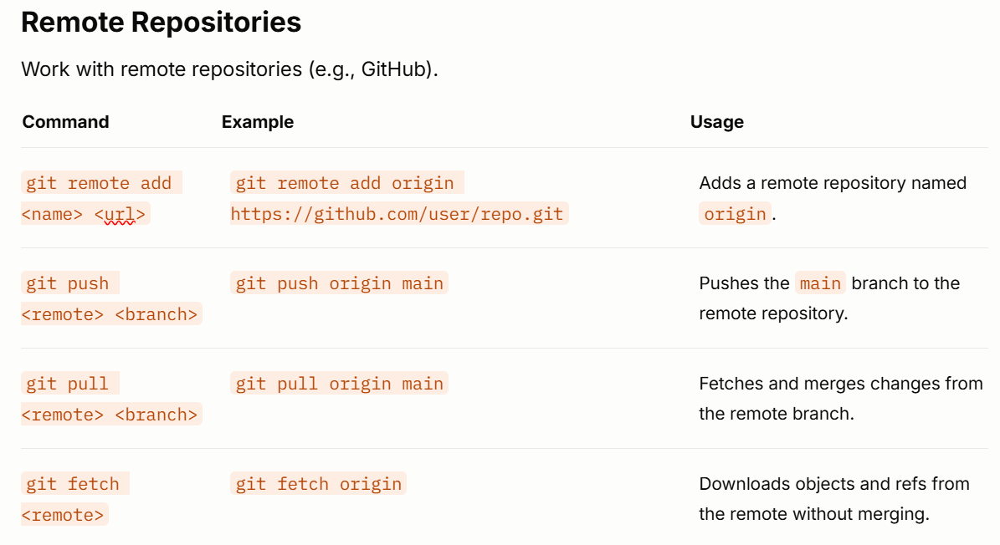 Remote Repositories
Work with remote repositories (e.g., GitHub).
Command Example Usage
git remote add git remote add origin Adds a remote repository named
<name> <url> https://github.com/user/repo.git origin.
git push git push origin main Pushes the main branch to the
<remote> <branch> remote repository.
git pull git pull origin main Fetches and merges changes from
<remote> <branch> the remote branch.
git fetch git fetch origin Downloads objects and refs from
<remote> the remote without merging.